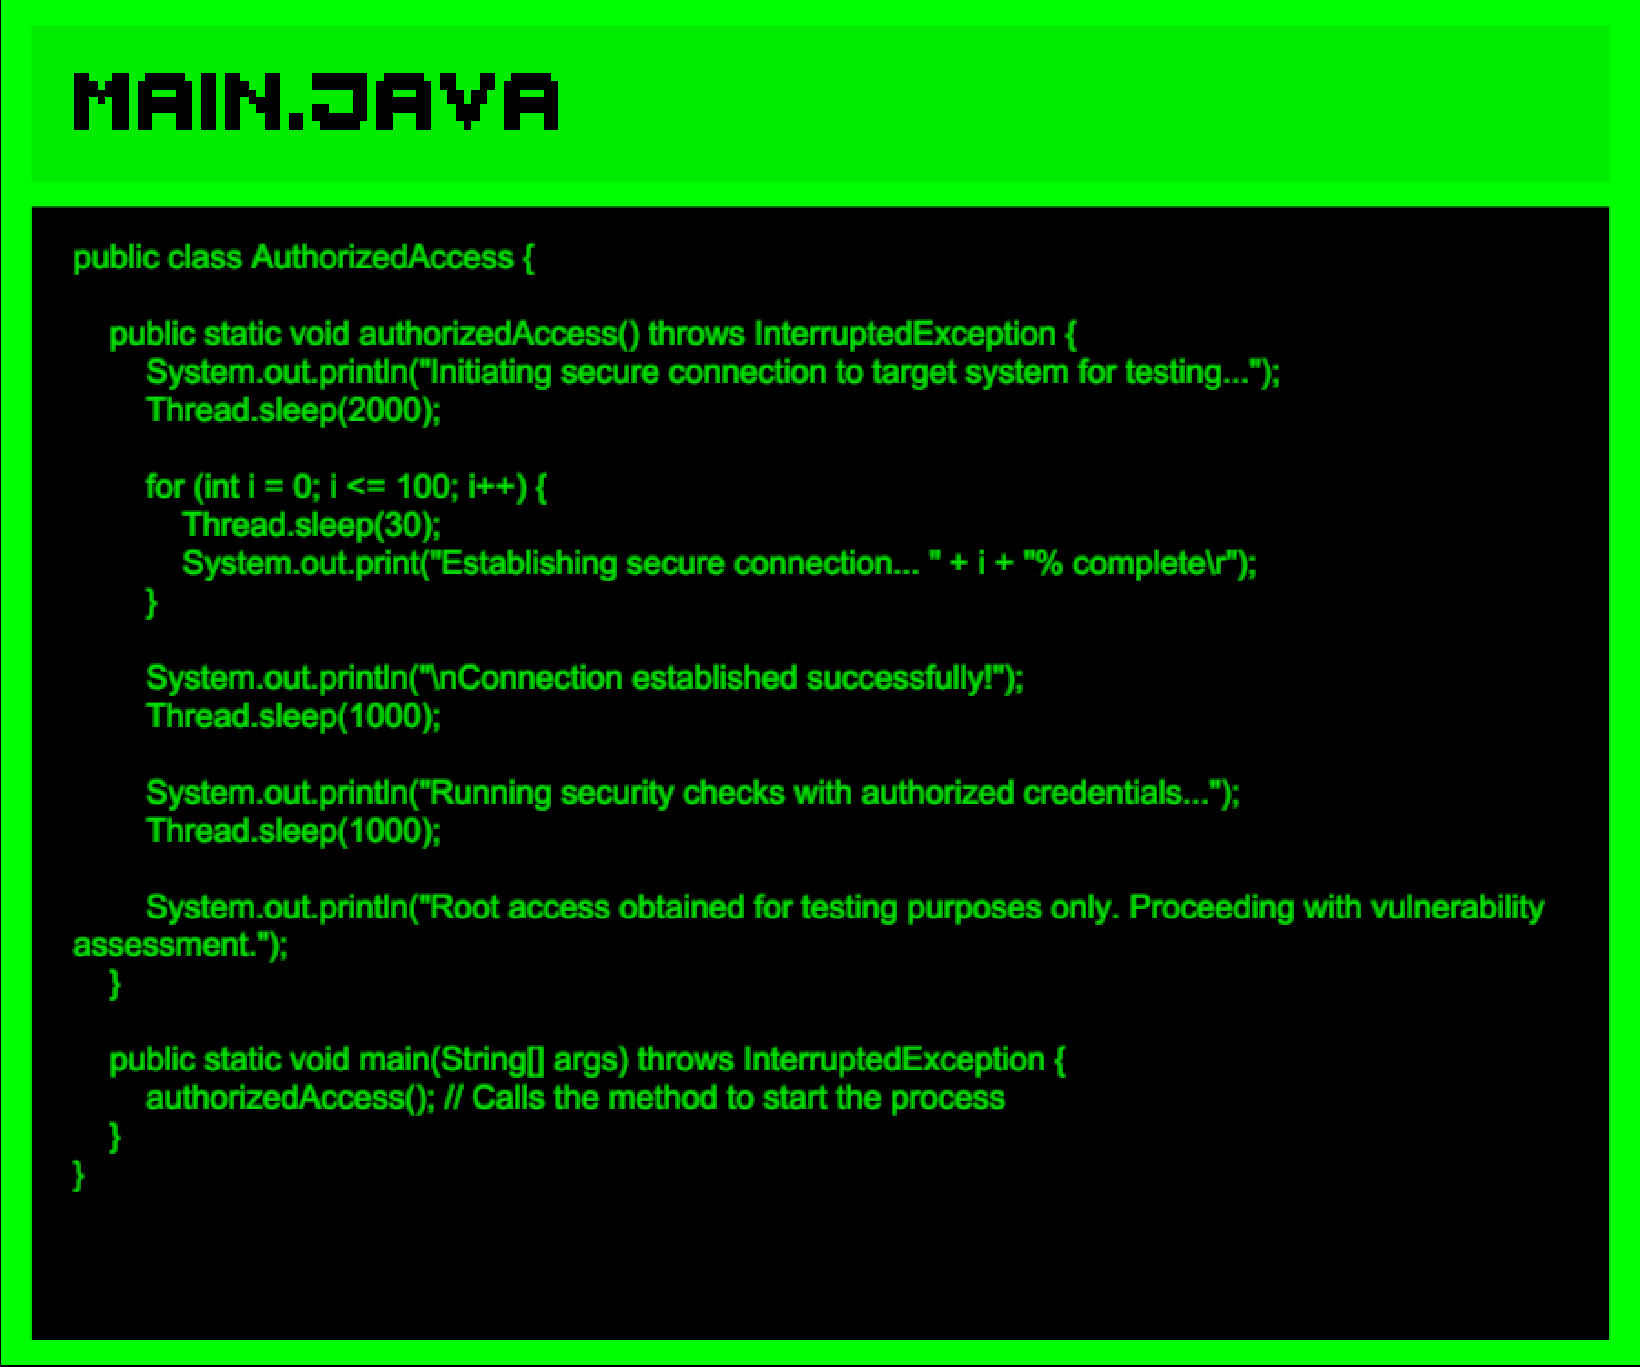 MAIN.JAVA
public class AuthorizedAccess {
public static void authorizedAccess() throws InterruptedException {
System.out.println("Initiating secure connection to target system for testing...");
Thread.sleep(2000);
for (int i = 0; i <= 100; i++) {
Thread.sleep(30);
System.out.print("Establishing secure connection... " + i + "% complete\r");
}
System.out.println("\nConnection established successfully!");
Thread.sleep(1000);
System.out.println("Running security checks with authorized credentials...");
Thread.sleep(1000);
System.out.println("Root access obtained for testing purposes only. Proceeding with vulnerability
assessment.");
}
public static void main(String[] args) throws InterruptedException {
authorizedAccess(); // Calls the method to start the process
}
}